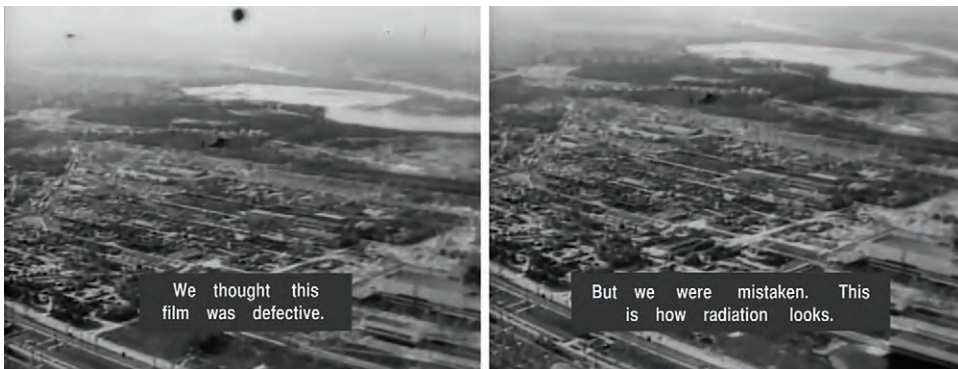 We thought this
film was defective.
But we were mistaken. This
is how radiation looks.